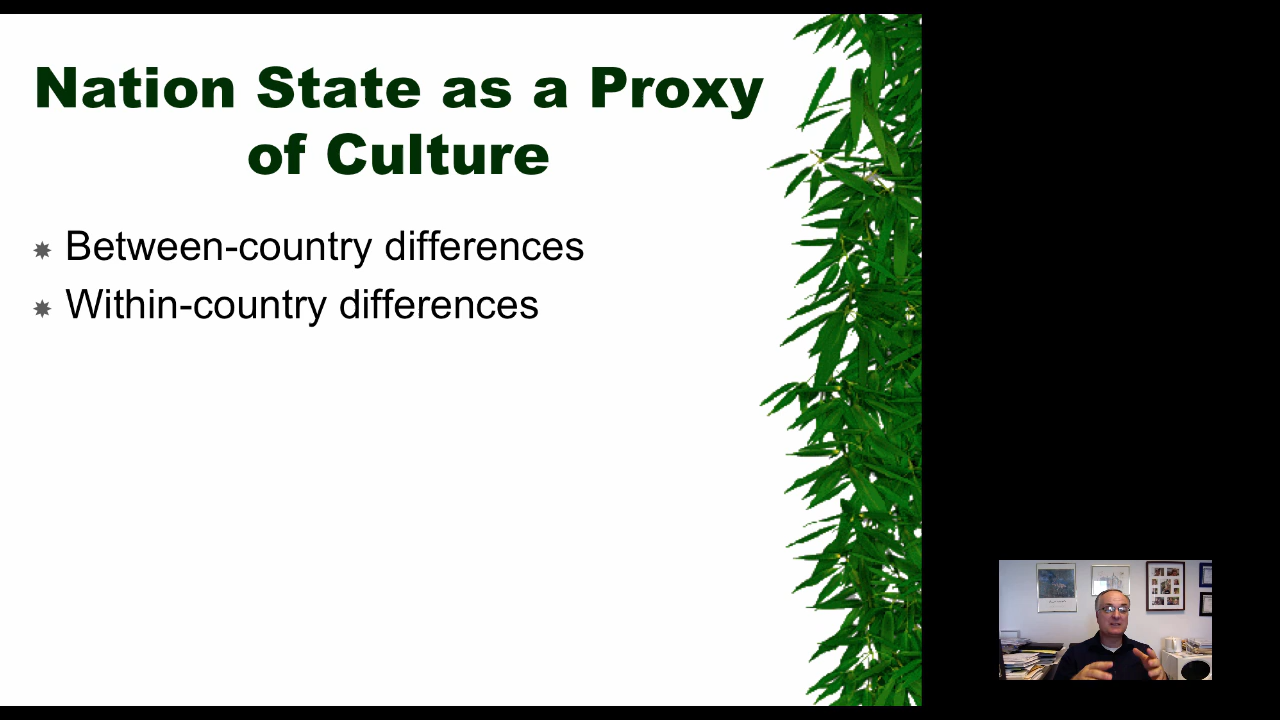 Nation State as a Proxy
of Culture
Between-country differences
Within-country differences